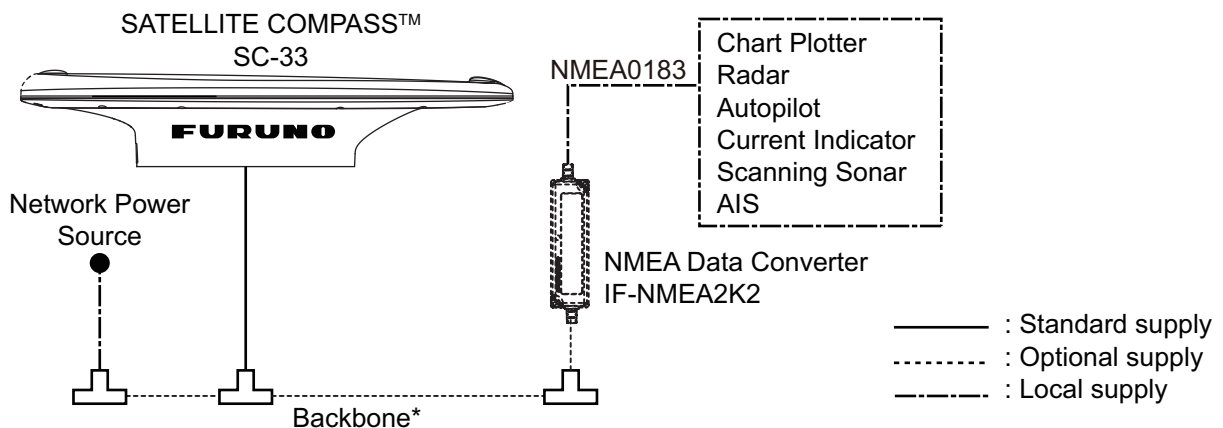 SATELLITE COMPASS™
SC-33
FURUNO
Network Power
Source
NMEA0183
Chart Plotter
Radar
Autopilot
Current Indicator
Scanning Sonar
AIS
NMEA Data Converter
IF-NMEA2K2
Backbone*
: Standard supply
: Optional supply
: Local supply